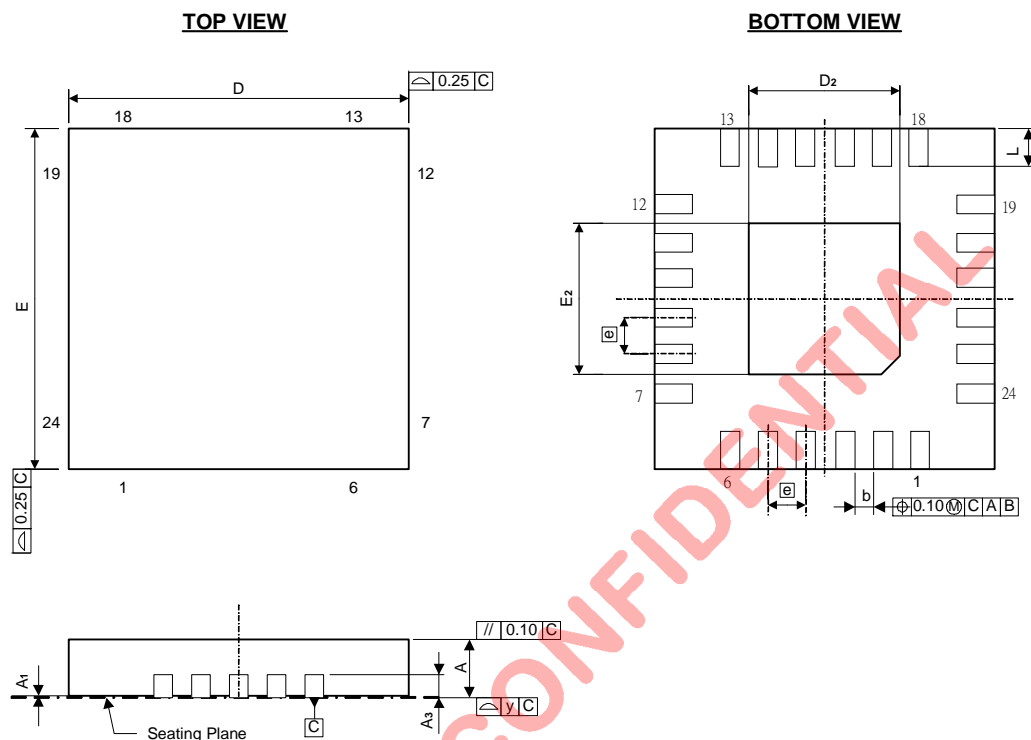 TOP VIEW
BOTTOM VIEW
D
⌓ 0.25 C
18 13
19 12
E
24 7
1 6
⌓ 0.25 C
D2
13 18
L
12 19
E2
e
7 24
6 1
e
b
⌖ 0.10 Ⓜ C A B
// 0.10 C
A
A1
A3
⌓ y C
C
Seating Plane
CONFIDENTIAL